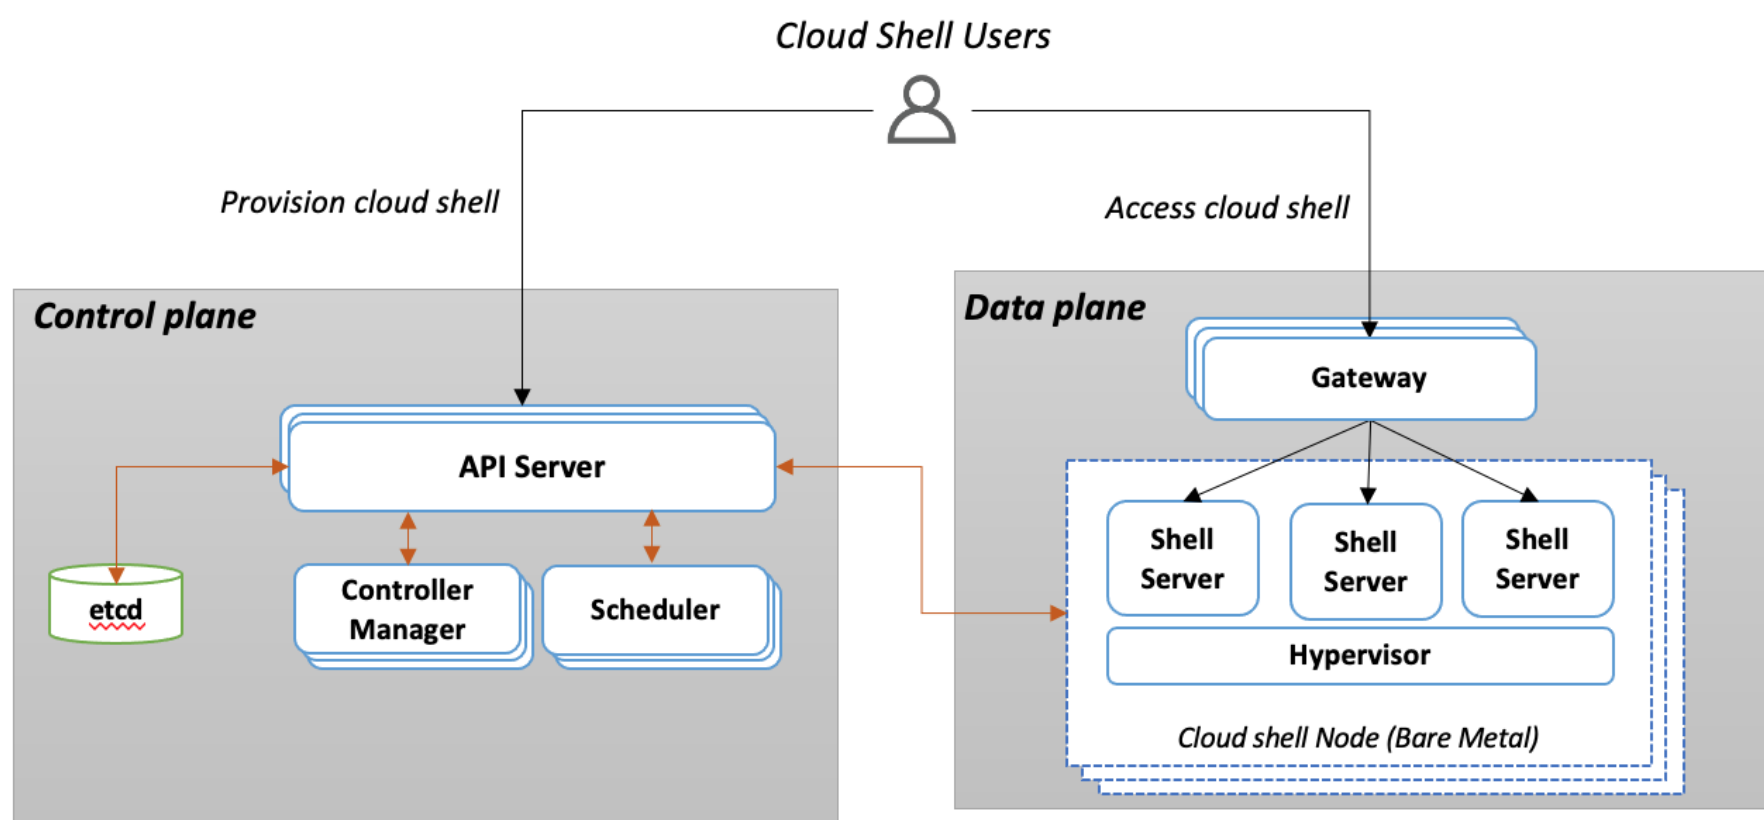 Cloud Shell Users
Provision cloud shell
Access cloud shell
Control plane
Data plane
Gateway
API Server
Shell
Server
Shell
Server
Shell
Server
etcd
Controller
Manager
Scheduler
Hypervisor
Cloud shell Node (Bare Metal)